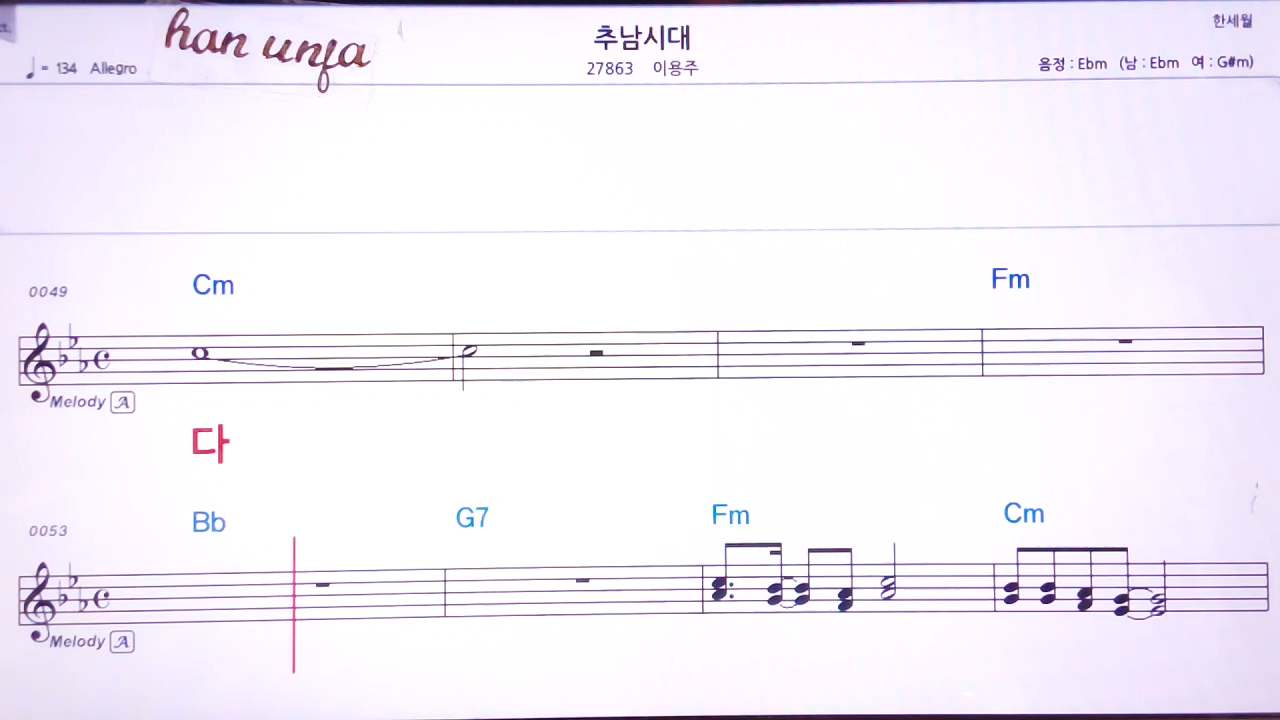 han unfa
추남시대
한세월
♩= 134 Allegro
27863 이용주
음정 : Ebm (남 : Ebm 여 : G#m)
0049
Cm Fm
Melody A
다
0053
Bb G7 Fm Cm
Melody A